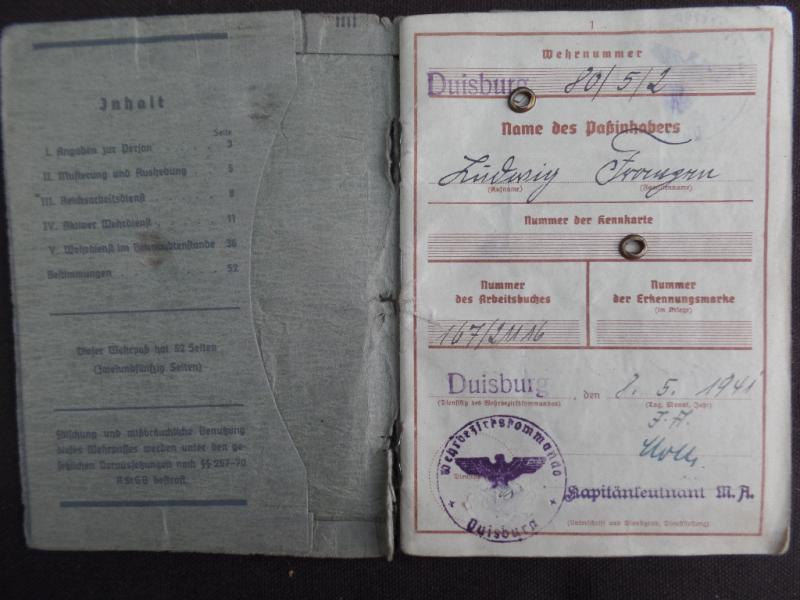 Inhalt
Seite
I. Angaben zur Person 3
II. Musterung und Aushebung 5
III. Reichsarbeitsdienst 8
IV. Aktiver Wehrdienst 11
V. Wehrdienst im Beurlaubtenstande 36
Bestimmungen 52
Dieser Wehrpaß hat 52 Seiten
(Zweiundfünfzig Seiten)
Fälschung und mißbräuchliche Benutzung
dieses Wehrpasses werden unter den ge-
setzlichen Voraussetzungen nach §§ 267-70
RStGB bestraft.
1
Wehrnummer
Duisburg 80/5/2
Name des Paßinhabers
Ludwig
(Rufname) (Familienname)
Nummer der Kennkarte
Nummer
des Arbeitsbuches
Nummer
der Erkennungsmarke
(im Kriege)
Duisburg, den 8. 5. 1941
(Dienstsitz des Wehrbezirkskommandos) (Tag, Monat, Jahr)
J. A.
Wehrbezirkskommando
Duisburg
Kapitänleutnant M. A.
(Unterschrift und Dienstgrad, Dienststellung)